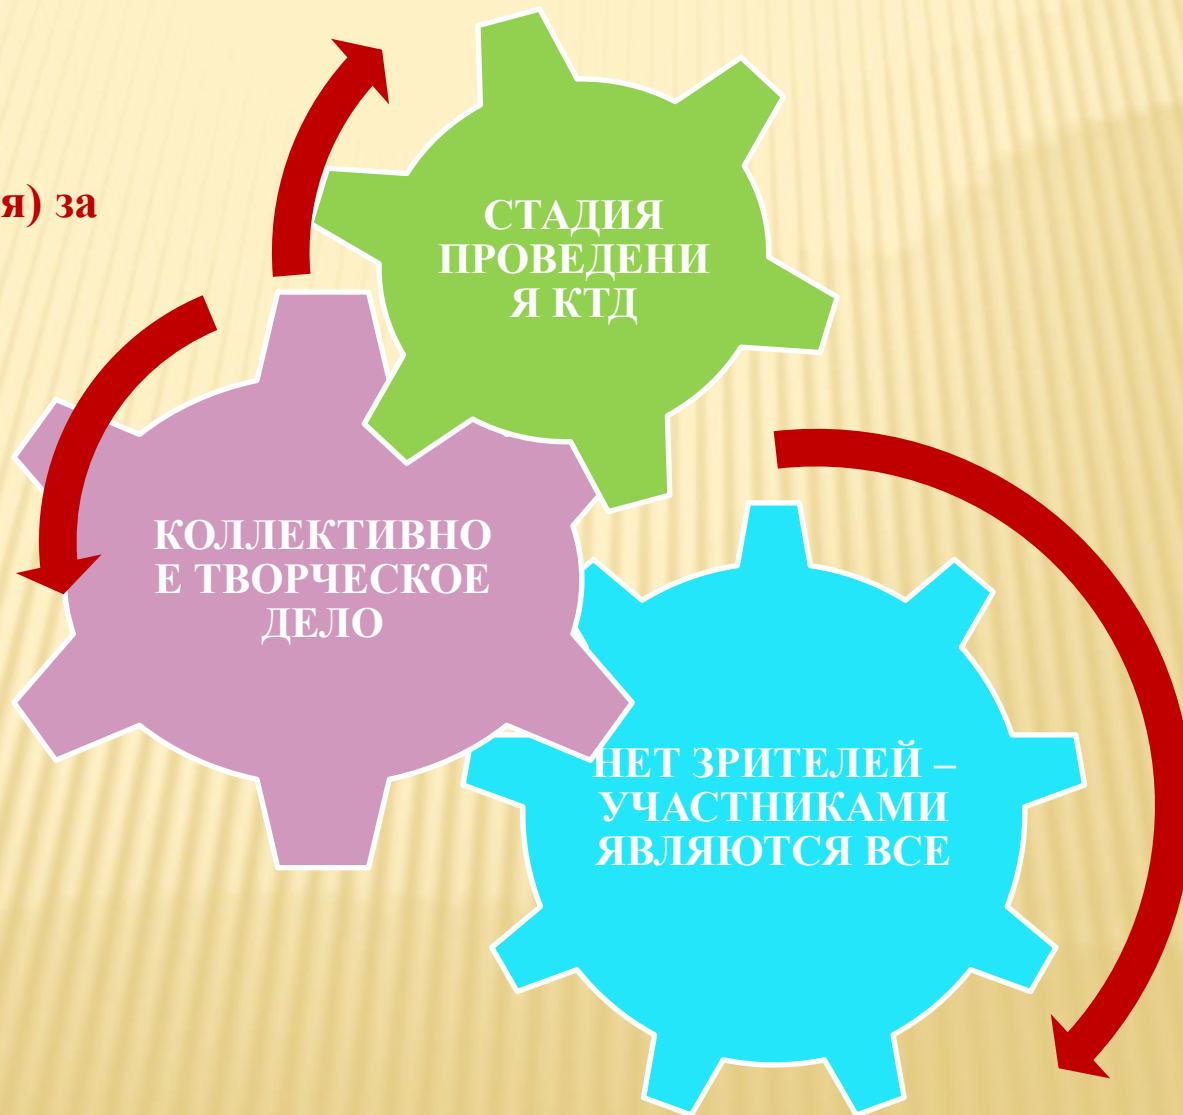 я) за
СТАДИЯ
ПРОВЕДЕНИ
Я КТД
КОЛЛЕКТИВНО
Е ТВОРЧЕСКОЕ
ДЕЛО
НЕТ ЗРИТЕЛЕЙ –
УЧАСТНИКАМИ
ЯВЛЯЮТСЯ ВСЕ